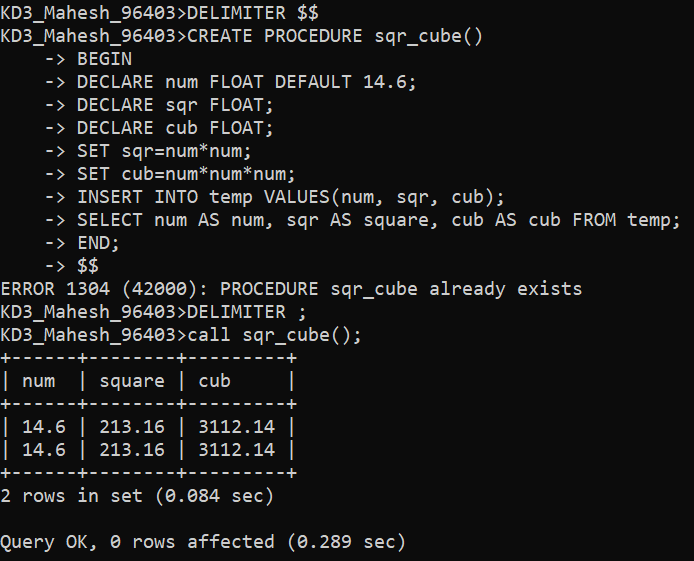 KD3_Mahesh_96403>DELIMITER $$
KD3_Mahesh_96403>CREATE PROCEDURE sqr_cube()
    -> BEGIN
    -> DECLARE num FLOAT DEFAULT 14.6;
    -> DECLARE sqr FLOAT;
    -> DECLARE cub FLOAT;
    -> SET sqr=num*num;
    -> SET cub=num*num*num;
    -> INSERT INTO temp VALUES(num, sqr, cub);
    -> SELECT num AS num, sqr AS square, cub AS cub FROM temp;
    -> END;
    -> $$
ERROR 1304 (42000): PROCEDURE sqr_cube already exists
KD3_Mahesh_96403>DELIMITER ;
KD3_Mahesh_96403>call sqr_cube();
+------+--------+---------+
| num  | square | cub     |
+------+--------+---------+
| 14.6 | 213.16 | 3112.14 |
| 14.6 | 213.16 | 3112.14 |
+------+--------+---------+
2 rows in set (0.084 sec)

Query OK, 0 rows affected (0.289 sec)